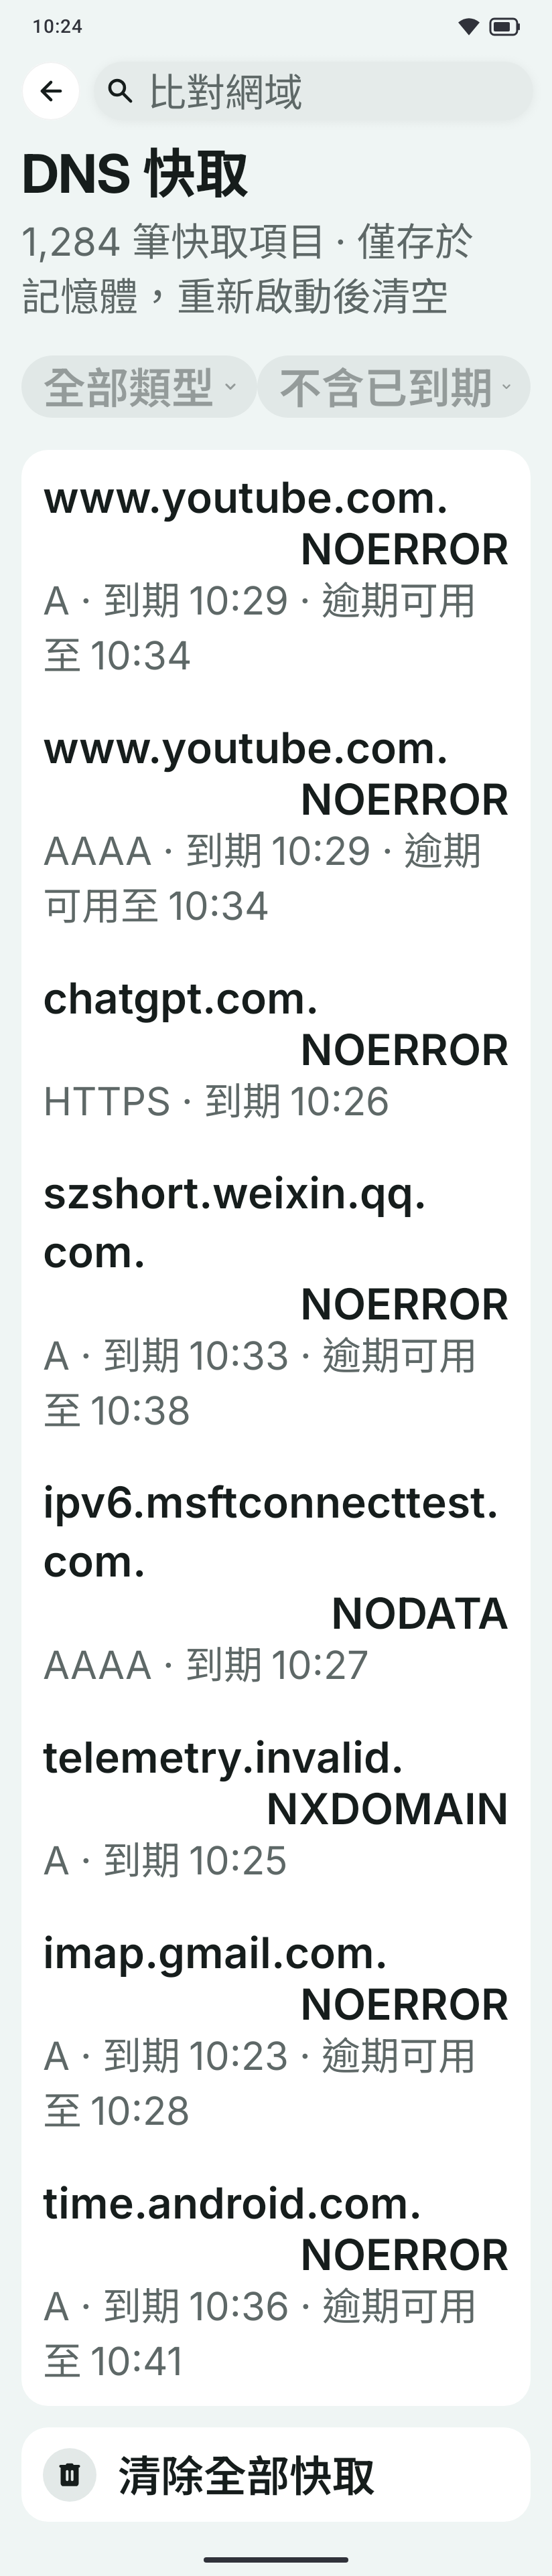 10:24
比對網域
DNS 快取
1,284 筆快取項目 · 僅存於
記憶體，重新啟動後清空
全部類型
不含已到期
www.youtube.com.
NOERROR
A · 到期 10:29 · 逾期可用
至 10:34
www.youtube.com.
NOERROR
AAAA · 到期 10:29 · 逾期
可用至 10:34
chatgpt.com.
NOERROR
HTTPS · 到期 10:26
szshort.weixin.qq.
com.
NOERROR
A · 到期 10:33 · 逾期可用
至 10:38
ipv6.msftconnecttest.
com.
NODATA
AAAA · 到期 10:27
telemetry.invalid.
NXDOMAIN
A · 到期 10:25
imap.gmail.com.
NOERROR
A · 到期 10:23 · 逾期可用
至 10:28
time.android.com.
NOERROR
A · 到期 10:36 · 逾期可用
至 10:41
清除全部快取